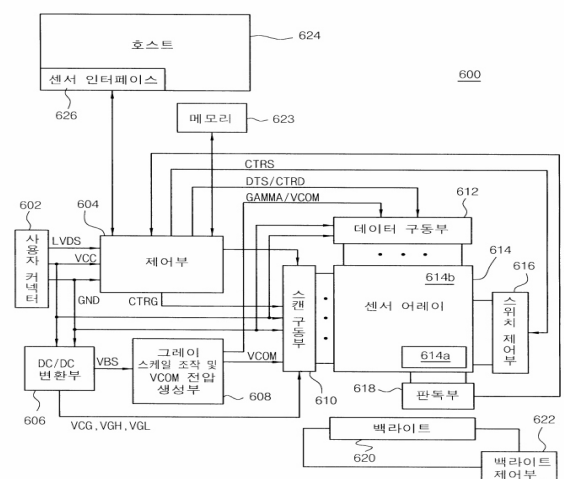 호스트
624
센서 인터페이스
626
600
메모리
623
CTRS
DTS/CTRD
GAMMA/VCOM
612
602
604
데이터 구동부
사용자 커넥터
LVDS
VCC
제어부
614
616
614b
GND
CTRG
스캔 구동부
센서 어레이
스위치 제어부
DC/DC
변환부
VBS
그레이
스케일 조작 및
VCOM 전압
생성부
VCOM
614a
606
608
610
618
판독부
VCG, VGH, VGL
백라이트
620
622
백라이트
제어부